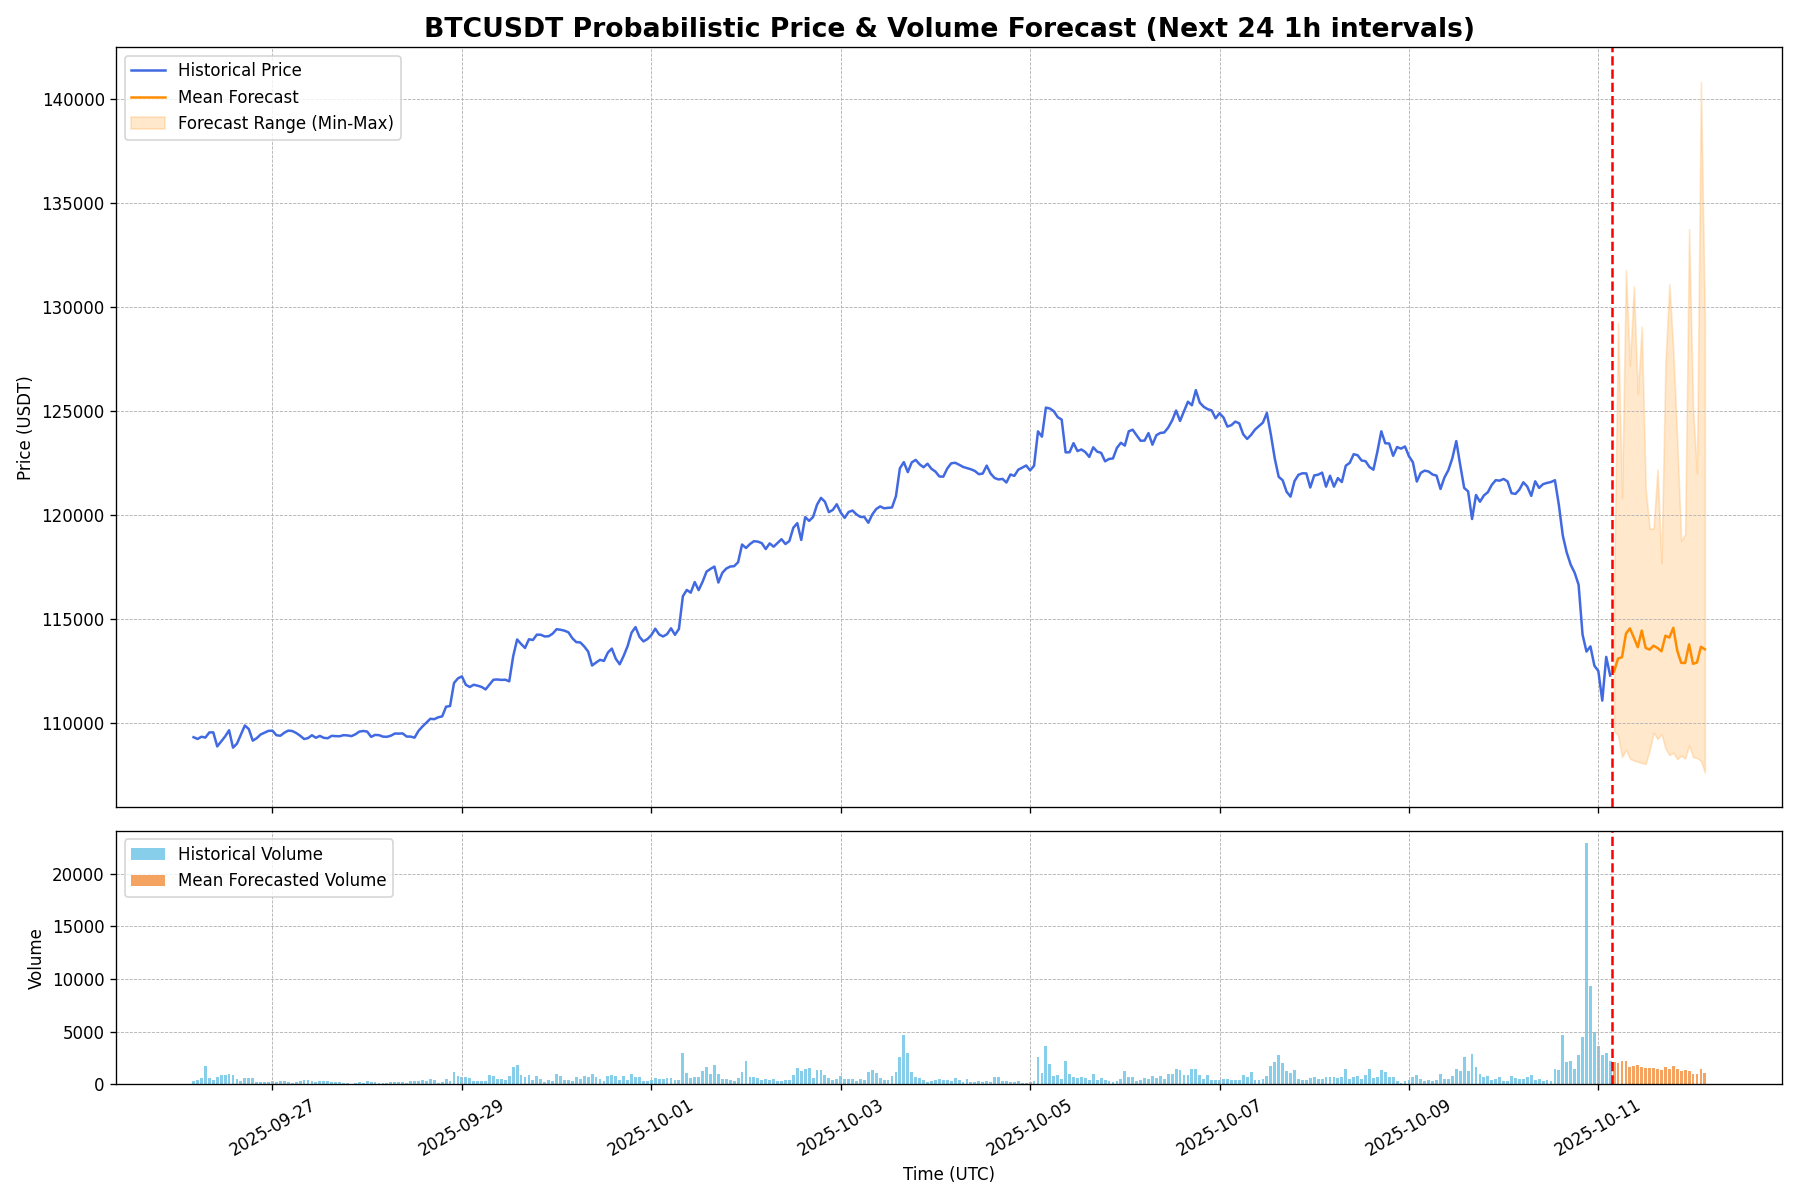 BTCUSDT Probabilistic Price & Volume Forecast (Next 24 1h intervals)
Historical Price
Mean Forecast
Forecast Range (Min-Max)
140000
135000
130000
125000
120000
115000
110000
Price (USDT)
Historical Volume
Mean Forecasted Volume
20000
15000
10000
5000
0
Volume
2025-09-27
2025-09-29
2025-10-01
2025-10-03
2025-10-05
2025-10-07
2025-10-09
2025-10-11
Time (UTC)